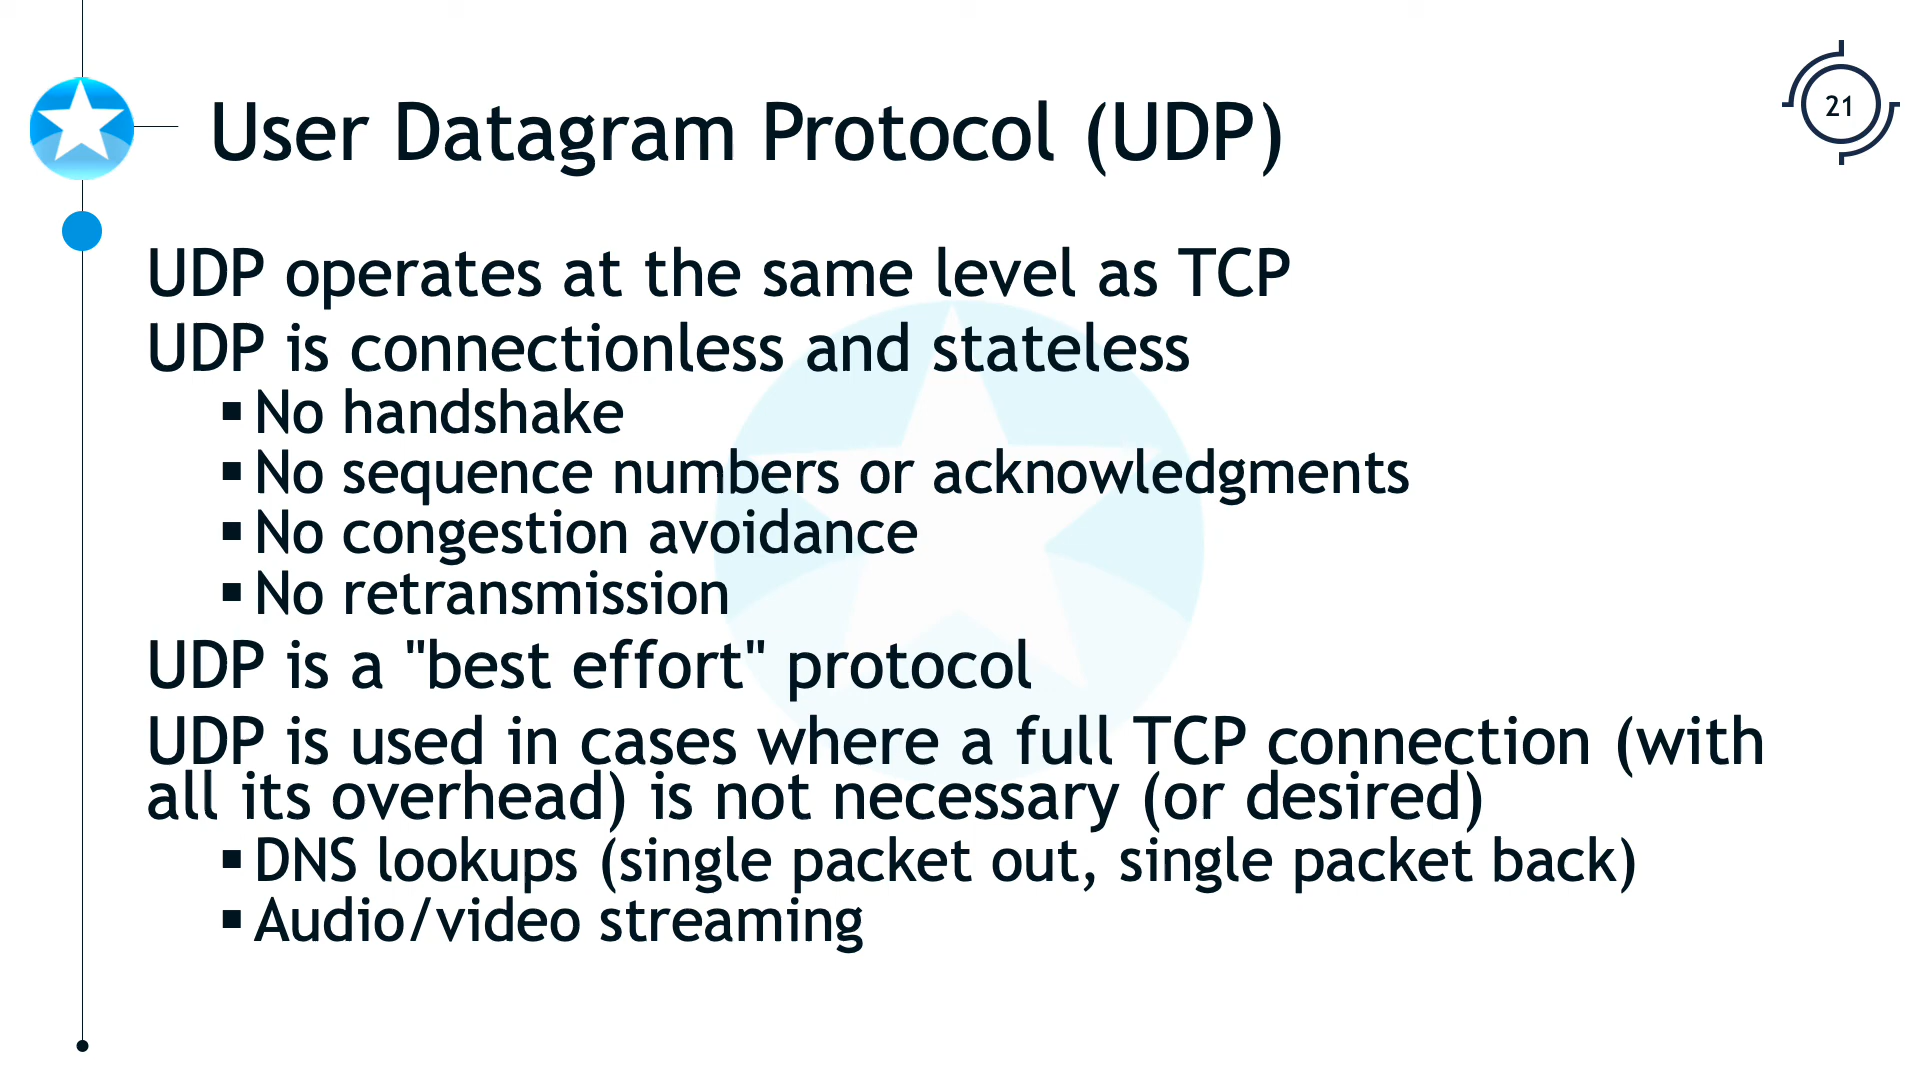 User Datagram Protocol (UDP)
21
UDP operates at the same level as TCP
UDP is connectionless and stateless
▪ No handshake
▪ No sequence numbers or acknowledgments
▪ No congestion avoidance
▪ No retransmission
UDP is a "best effort" protocol
UDP is used in cases where a full TCP connection (with
all its overhead) is not necessary (or desired)
▪ DNS lookups (single packet out, single packet back)
▪ Audio/video streaming